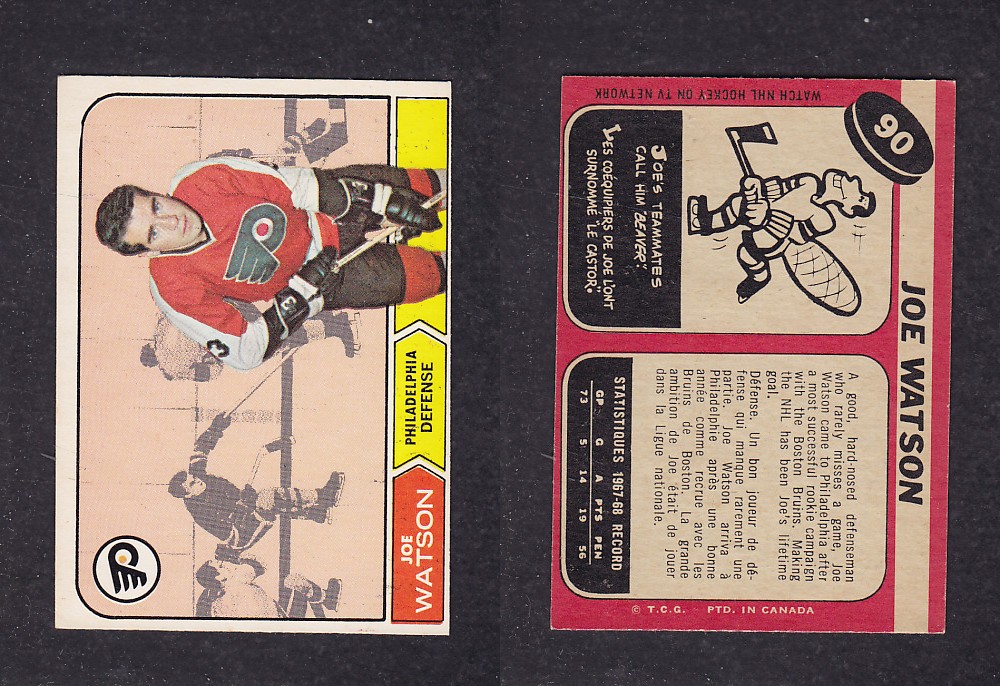 PHILADELPHIA
DEFENSE
JOE
WATSON
3
WATCH NHL HOCKEY ON TV NETWORK
90
JOE WATSON
JOE'S TEAMMATES
CALL HIM "BEAVER".
LES COÉQUIPIERS DE JOE L'ONT
SURNOMMÉ "LE CASTOR."
A good, hard-nosed defenseman
who rarely misses a game, Joe
Watson came to Philadelphia after
a most successful rookie campaign
with the Boston Bruins. Making
the NHL has been Joe's lifetime
goal.
Défense. Un bon joueur de dé-
fense qui manque rarement une
partie, Joe Watson arriva à
Philadelphie après une bonne
année comme recrue avec les
Bruins de Boston. La grande
ambition de Joe était de jouer
dans la Ligue nationale.
STATISTIQUES 1967-68 RECORD
GP G A PTS PEN
73 5 14 19 56
© T.C.G. PTD. IN CANADA